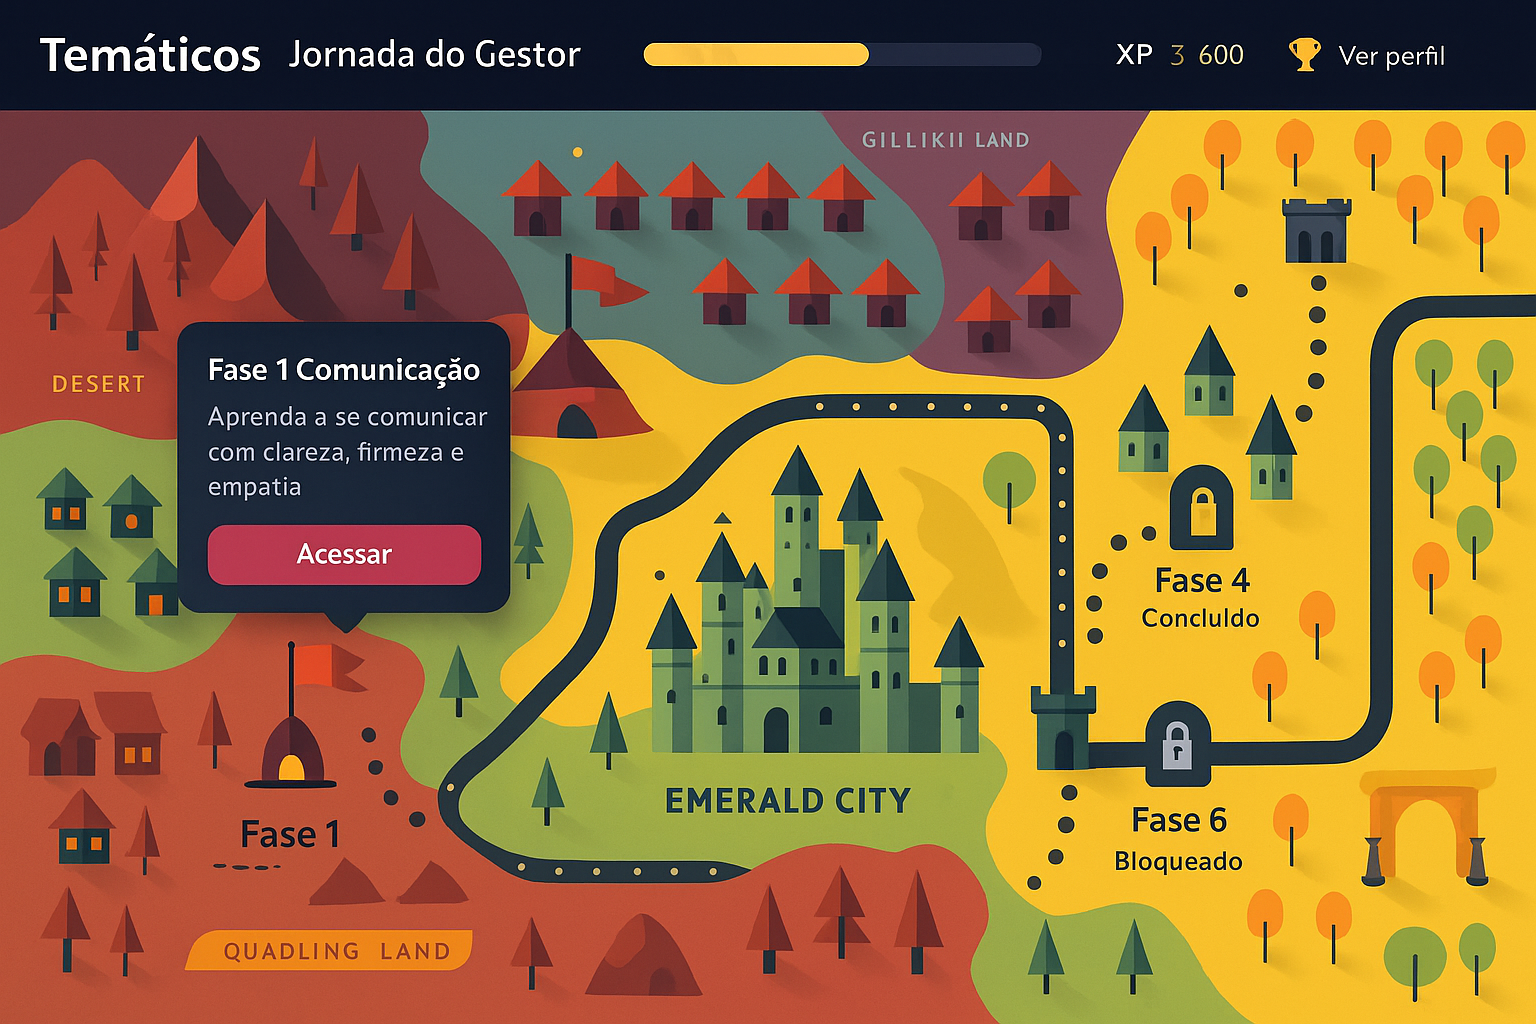 Temáticos Jornada do Gestor
XP 3 600
Ver perfil
GILLIKII LAND
DESERT
Fase 1 Comunicação
Aprenda a se comunicar
com clareza, firmeza e
empatia
Acessar
Fase 4
Concluldo
EMERALD CITY
Fase 1
Fase 6
Bloqueado
QUADLING LAND